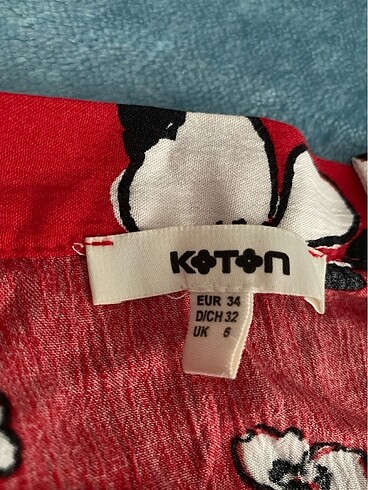 KOTON
EUR 34
D/CH 32
UK 6